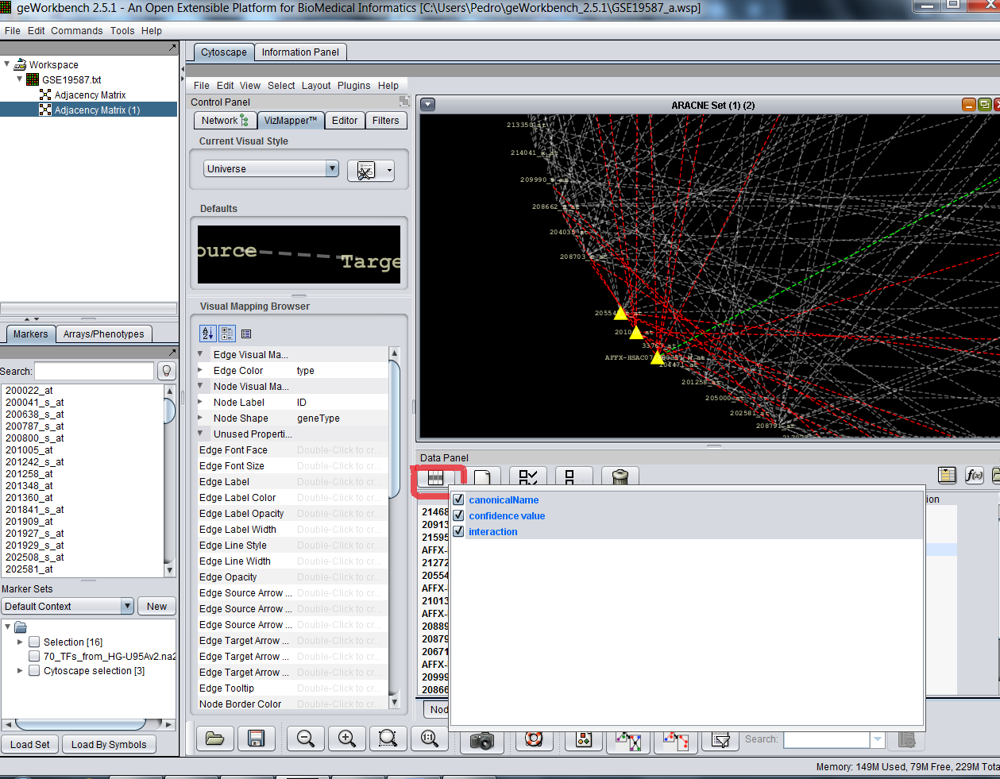 geWorkbench 2.5.1 - An Open Extensible Platform for BioMedical Informatics [C:\Users\Pedro\geWorkbench_2.5.1\GSE19587_a.wsp]
File Edit Commands Tools Help
Workspace
GSE19587.txt
Adjacency Matrix
Adjacency Matrix (1)
Markers Arrays/Phenotypes
Search:
200022_at
200041_s_at
200638_s_at
200787_s_at
200800_s_at
201005_at
201242_s_at
201258_at
201348_at
201360_at
201841_s_at
201909_at
201927_s_at
201929_s_at
202508_s_at
202581_at
Marker Sets
Default Context New
Selection [16]
70_TFs_from_HG-U95Av2.na2
Cytoscape selection [3]
Load Set Load By Symbols
Cytoscape Information Panel
File Edit View Select Layout Plugins Help
Control Panel
Network VizMapper™ Editor Filters
Current Visual Style
Universe
Defaults
ource Targe
Visual Mapping Browser
Edge Visual Ma...
Edge Color type
Node Visual Ma...
Node Label ID
Node Shape geneType
Unused Properti...
Edge Font Face Double-Click to cr...
Edge Font Size Double-Click to cr...
Edge Label Double-Click to cr...
Edge Label Color Double-Click to cr...
Edge Label Opacity Double-Click to cr...
Edge Label Width Double-Click to cr...
Edge Line Style Double-Click to cr...
Edge Line Width Double-Click to cr...
Edge Opacity Double-Click to cr...
Edge Source Arrow ... Double-Click to cr...
Edge Source Arrow ... Double-Click to cr...
Edge Source Arrow ... Double-Click to cr...
Edge Target Arrow ... Double-Click to cr...
Edge Target Arrow ... Double-Click to cr...
Edge Target Arrow ... Double-Click to cr...
Edge Tooltip Double-Click to cr...
Node Border Color Double-Click to cr...
ARACNE Set (1) (2)
213350_at
214041_x_at
209990_s_at
208662_s_at
204035_at
208703_s_at
33767_at
AFFX-HSAC07
204471_at
201258_at
205000_at
202581_at
208791_at
Data Panel
f(x)
canonicalName
confidence value
interaction
ion
21468
20913
21595
AFFX-
21272
20554
AFFX-
21013
AFFX-
20889
20879
20671
AFFX-
20999
20866
Nod
1:1
Search:
Memory: 149M Used, 79M Free, 229M Tota